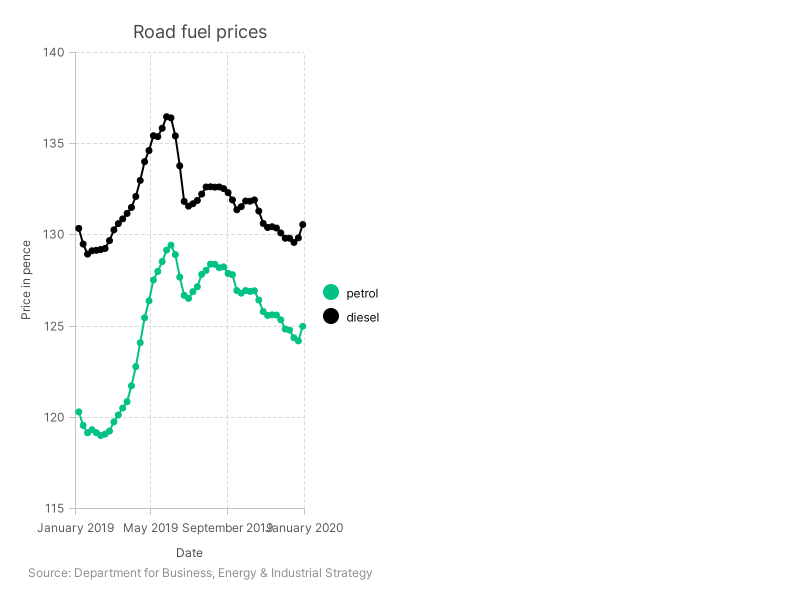 Road fuel prices
140
135
130
125
120
115
Price in pence
petrol
diesel
January 2019 May 2019 September 2019 January 2020
Date
Source: Department for Business, Energy & Industrial Strategy